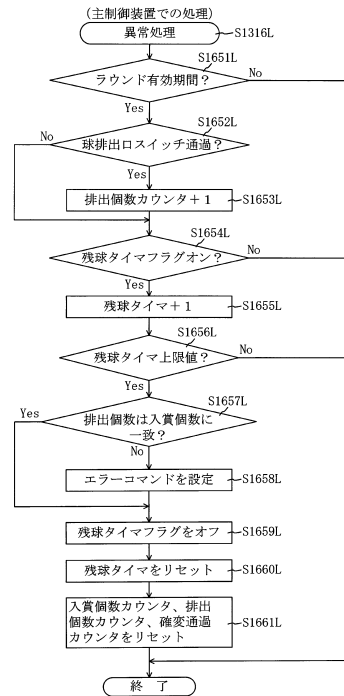 (主制御装置での処理)
異常処理
S1316L
S1651L
ラウンド有効期間?
No
Yes
S1652L
No
球排出口スイッチ通過?
Yes
排出個数カウンタ+1
S1653L
S1654L
残球タイマフラグオン?
No
Yes
残球タイマ+1
S1655L
S1656L
残球タイマ上限値?
No
Yes
S1657L
Yes
排出個数は入賞個数に
一致?
No
エラーコマンドを設定
S1658L
残球タイマフラグをオフ
S1659L
残球タイマをリセット
S1660L
入賞個数カウンタ、排出
個数カウンタ、確変通過
カウンタをリセット
S1661L
終 了